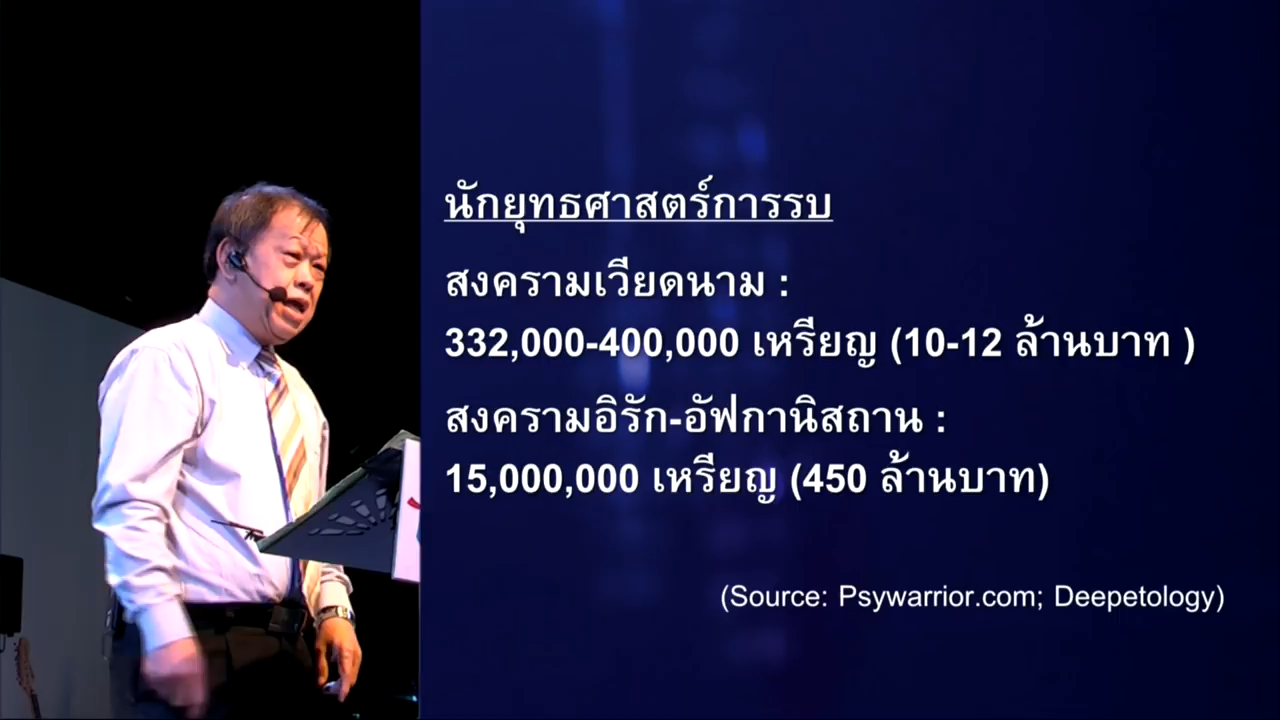 นักยุทธศาสตร์การรบ
สงครามเวียดนาม :
332,000-400,000 เหรียญ (10-12 ล้านบาท )
สงครามอิรัก-อัฟกานิสถาน :
15,000,000 เหรียญ (450 ล้านบาท)
(Source: Psywarrior.com; Deepetology)